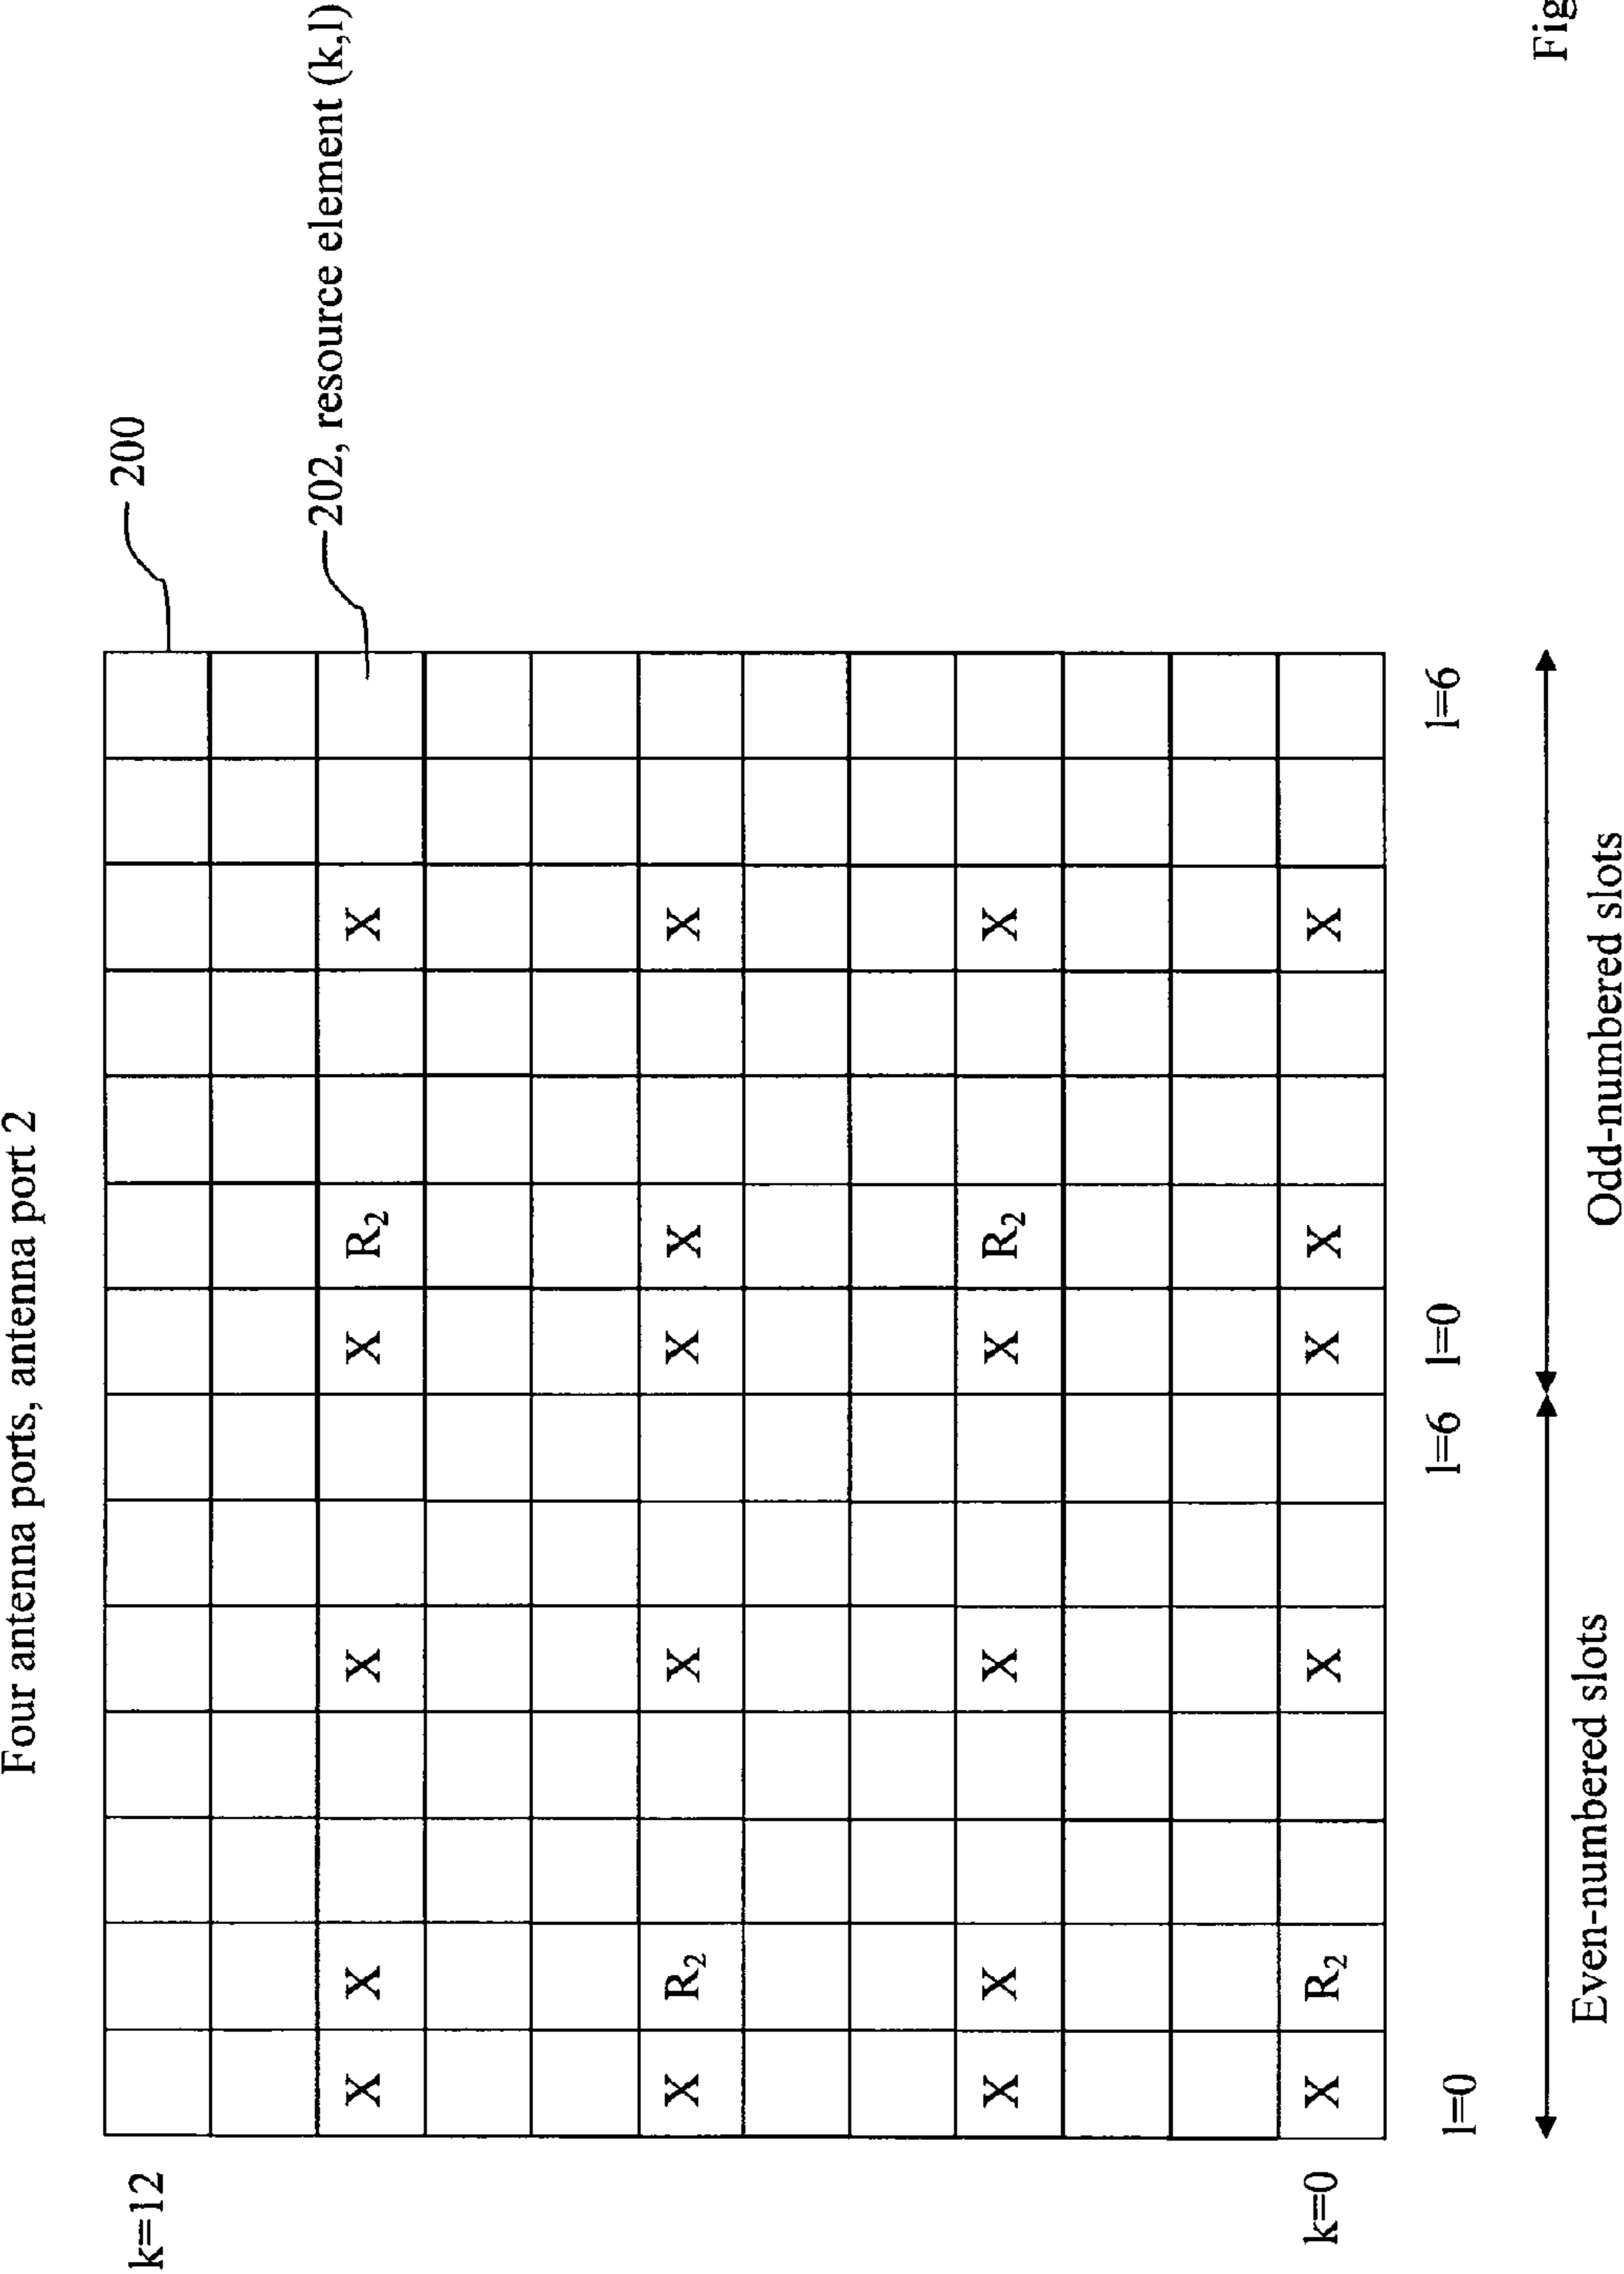 Four antenna ports, antenna port 2
k=12 200
X X X X R₂ X 202, resource element (k,l)
X R₂ X X X X
X X X X R₂ X
k=0 X R₂ X X X X
l=0 l=6 l=0 l=6
Even-numbered slots Odd-numbered slots
Fig